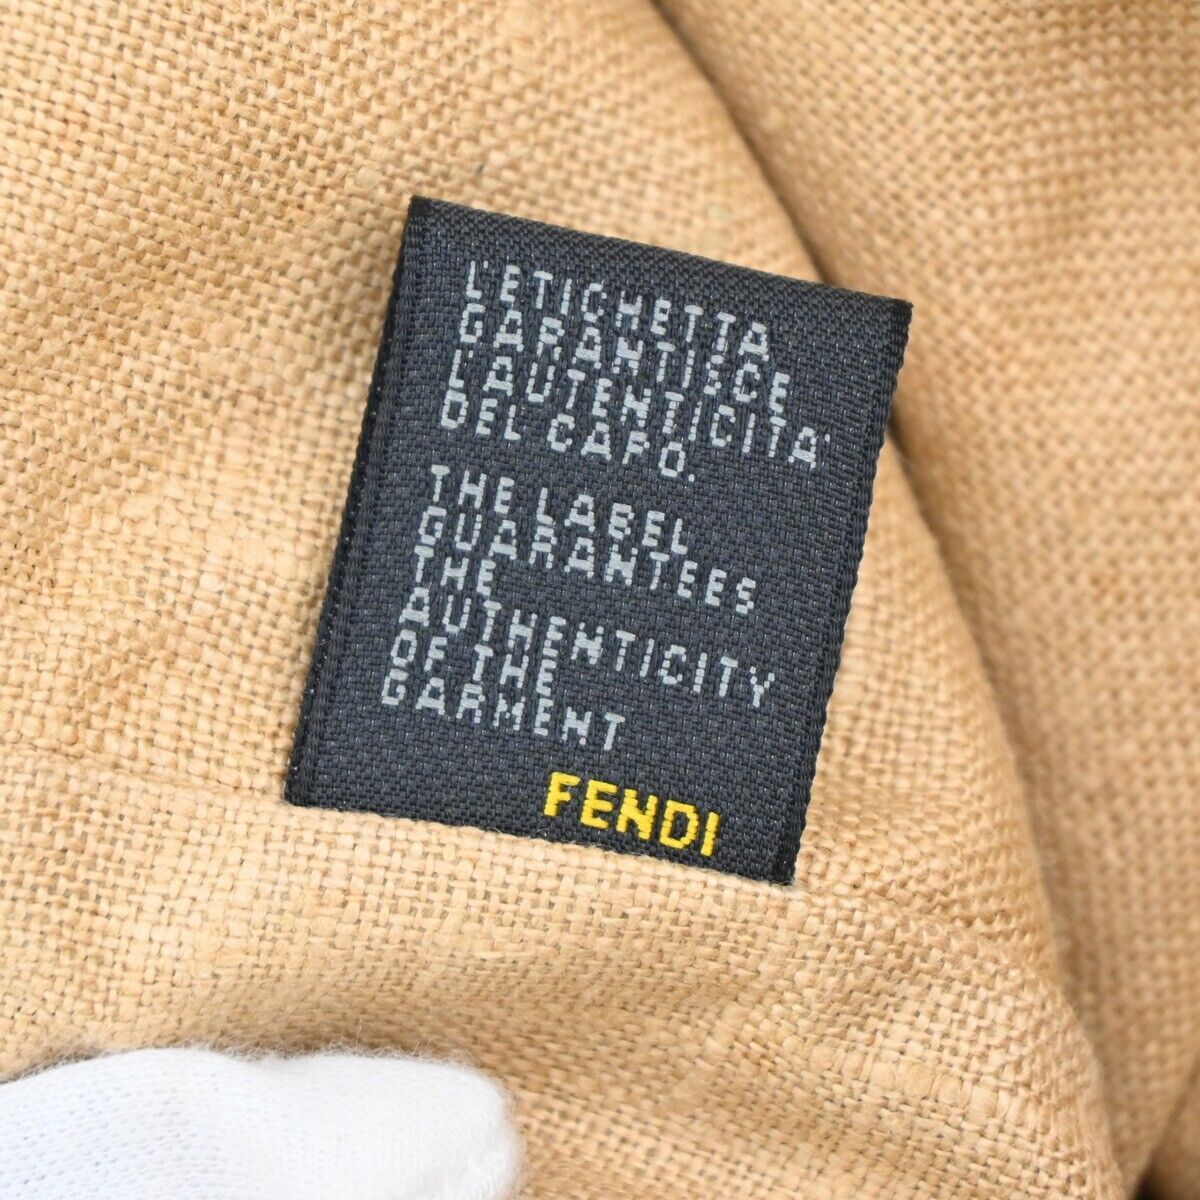 L'ETICHETTA
GARANTISCE
L'AUTENTICITA'
DEL CAPO.
THE LABEL
GUARANTEES
THE
AUTHENTICITY
OF THE
GARMENT
FENDI